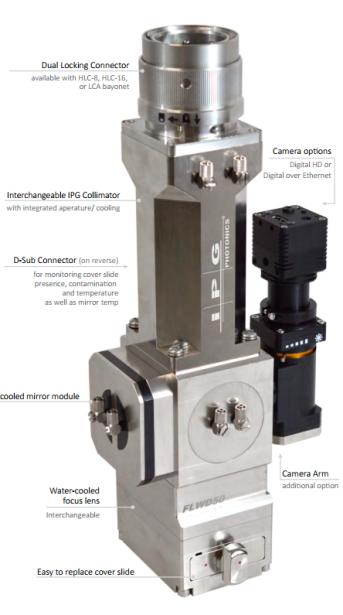 Dual Locking Connector
available with HLC-8, HLC-16,
or LCA bayonet
Camera options
Digital HD or
Digital over Ethernet
Interchangeable IPG Collimator
with integrated aperature/ cooling
IPG
PHOTONICS
D-Sub Connector (on reverse)
for monitoring cover slide
presence, contamination
and temperature
as well as mirror temp
cooled mirror module
Camera Arm
additional option
Water-cooled
focus lens
Interchangeable
FLWD50
Easy to replace cover slide